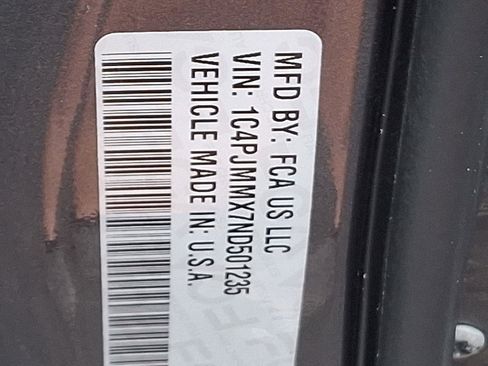 MFD BY: FCA US LLC
VIN: 1C4PJMMX7ND501235
VEHICLE MADE IN: U.S.A.